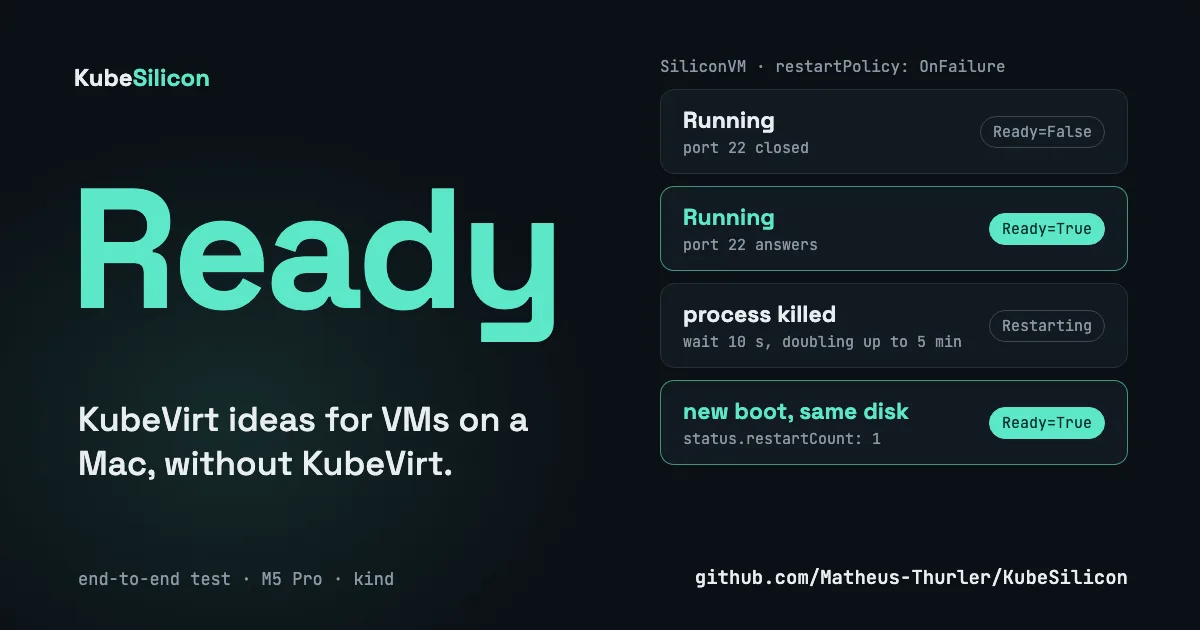 KubeSilicon
Ready
KubeVirt ideas for VMs on a
Mac, without KubeVirt.
end-to-end test · M5 Pro · kind
SiliconVM · restartPolicy: OnFailure
Running
port 22 closed
Ready=False
Running
port 22 answers
Ready=True
process killed
wait 10 s, doubling up to 5 min
Restarting
new boot, same disk
status.restartCount: 1
Ready=True
github.com/Matheus-Thurler/KubeSilicon